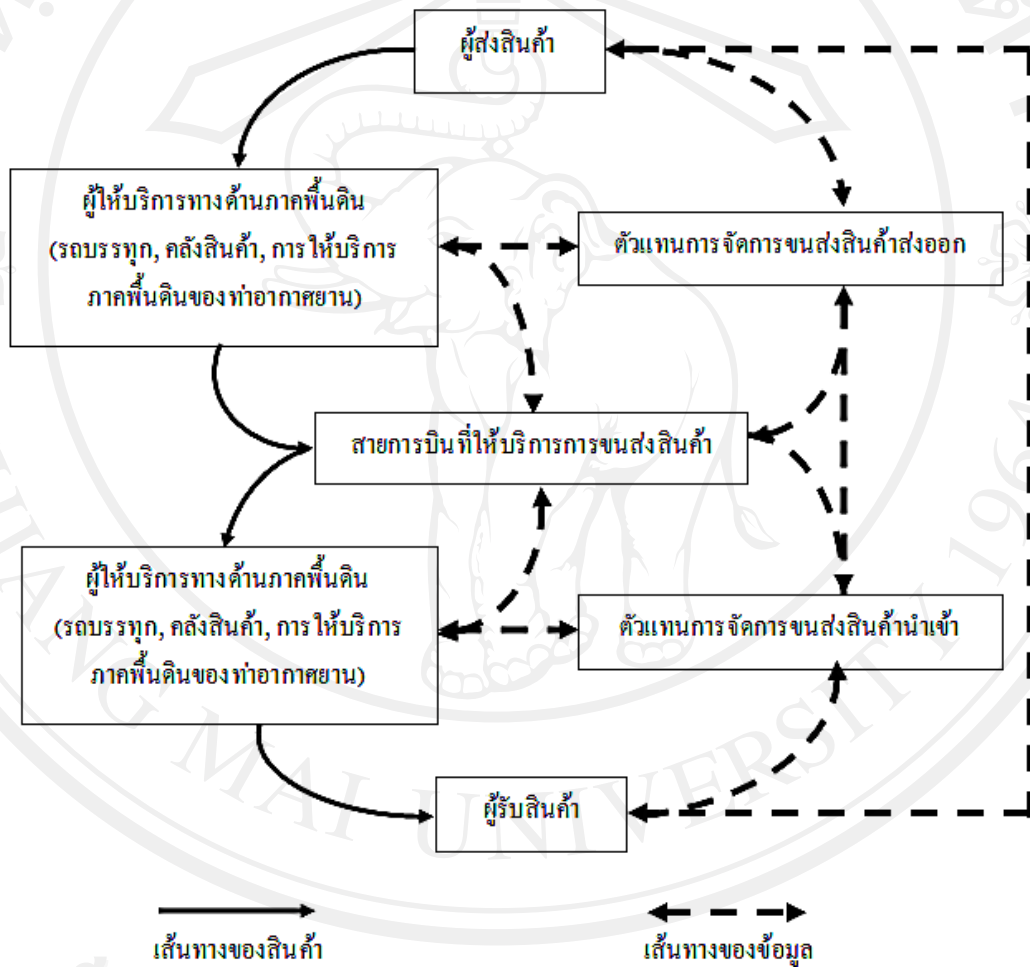 ผู้ส่งสินค้า
ผู้ให้บริการทางด้านภาคพื้นดิน
(รถบรรทุก, คลังสินค้า, การให้บริการ
ภาคพื้นดินของท่าอากาศยาน)
ตัวแทนการจัดการขนส่งสินค้าส่งออก
สายการบินที่ให้บริการการขนส่งสินค้า
ผู้ให้บริการทางด้านภาคพื้นดิน
(รถบรรทุก, คลังสินค้า, การให้บริการ
ภาคพื้นดินของท่าอากาศยาน)
ตัวแทนการจัดการขนส่งสินค้านำเข้า
ผู้รับสินค้า
เส้นทางของสินค้า
เส้นทางของข้อมูล
MAI UNIVERSITY 1964